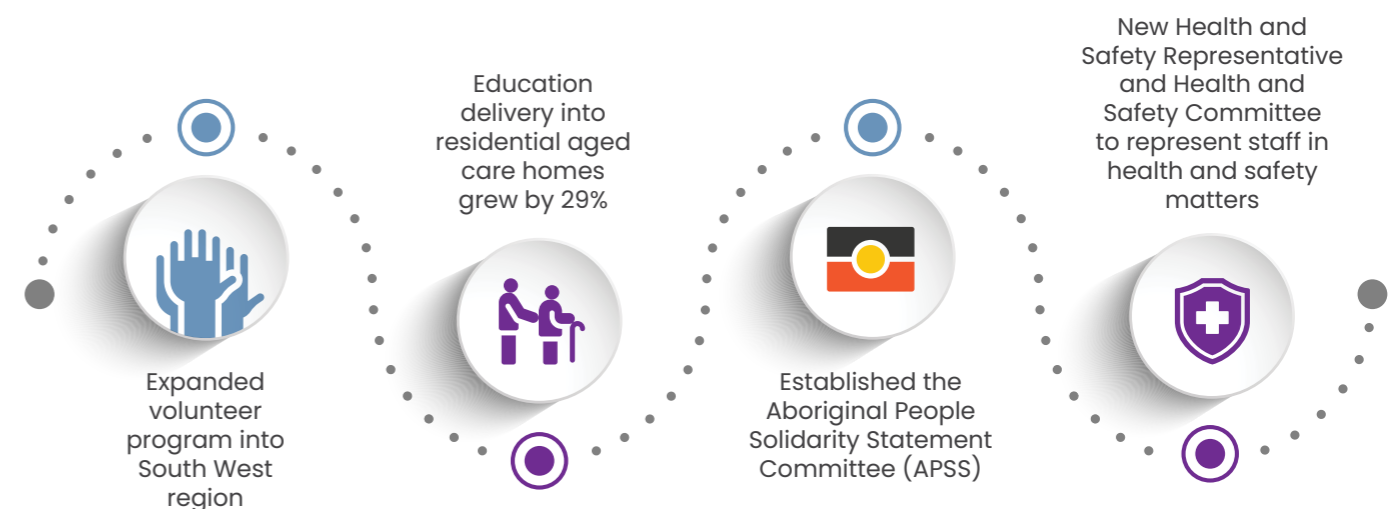 Expanded
volunteer
program into
South West
region
Education
delivery into
residential aged
care homes
grew by 29%
Established the
Aboriginal People
Solidarity Statement
Committee (APSS)
New Health and
Safety Representative
and Health and
Safety Committee
to represent staff in
health and safety
matters